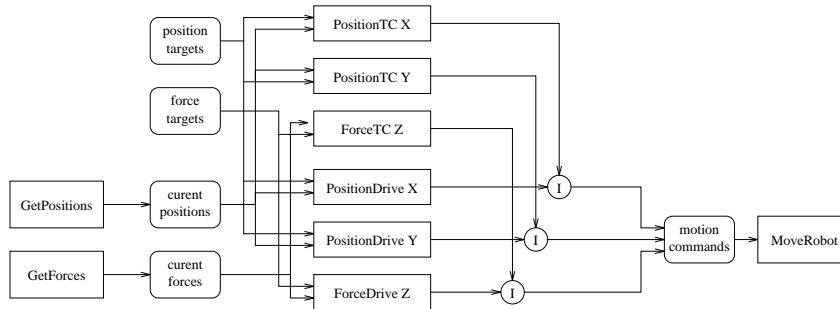 position
targets
PositionTC X
PositionTC Y
force
targets
ForceTC Z
GetPositions
curent
positions
PositionDrive X
I
PositionDrive Y
I
motion
commands
MoveRobot
GetForces
curent
forces
ForceDrive Z
I